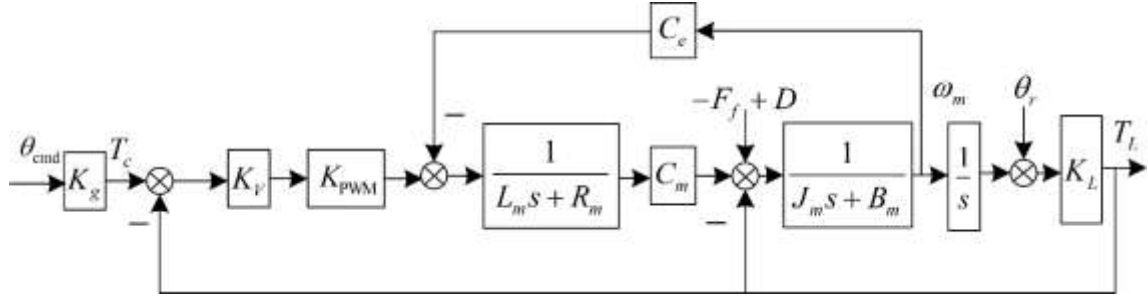 C_e
−F_f + D
ω_m
θ_r
θ_cmd
T_c
T_L
K_g
K_V
K_PWM
−
1
L_m s + R_m
C_m
1
J_m s + B_m
1
s
K_L
−
−